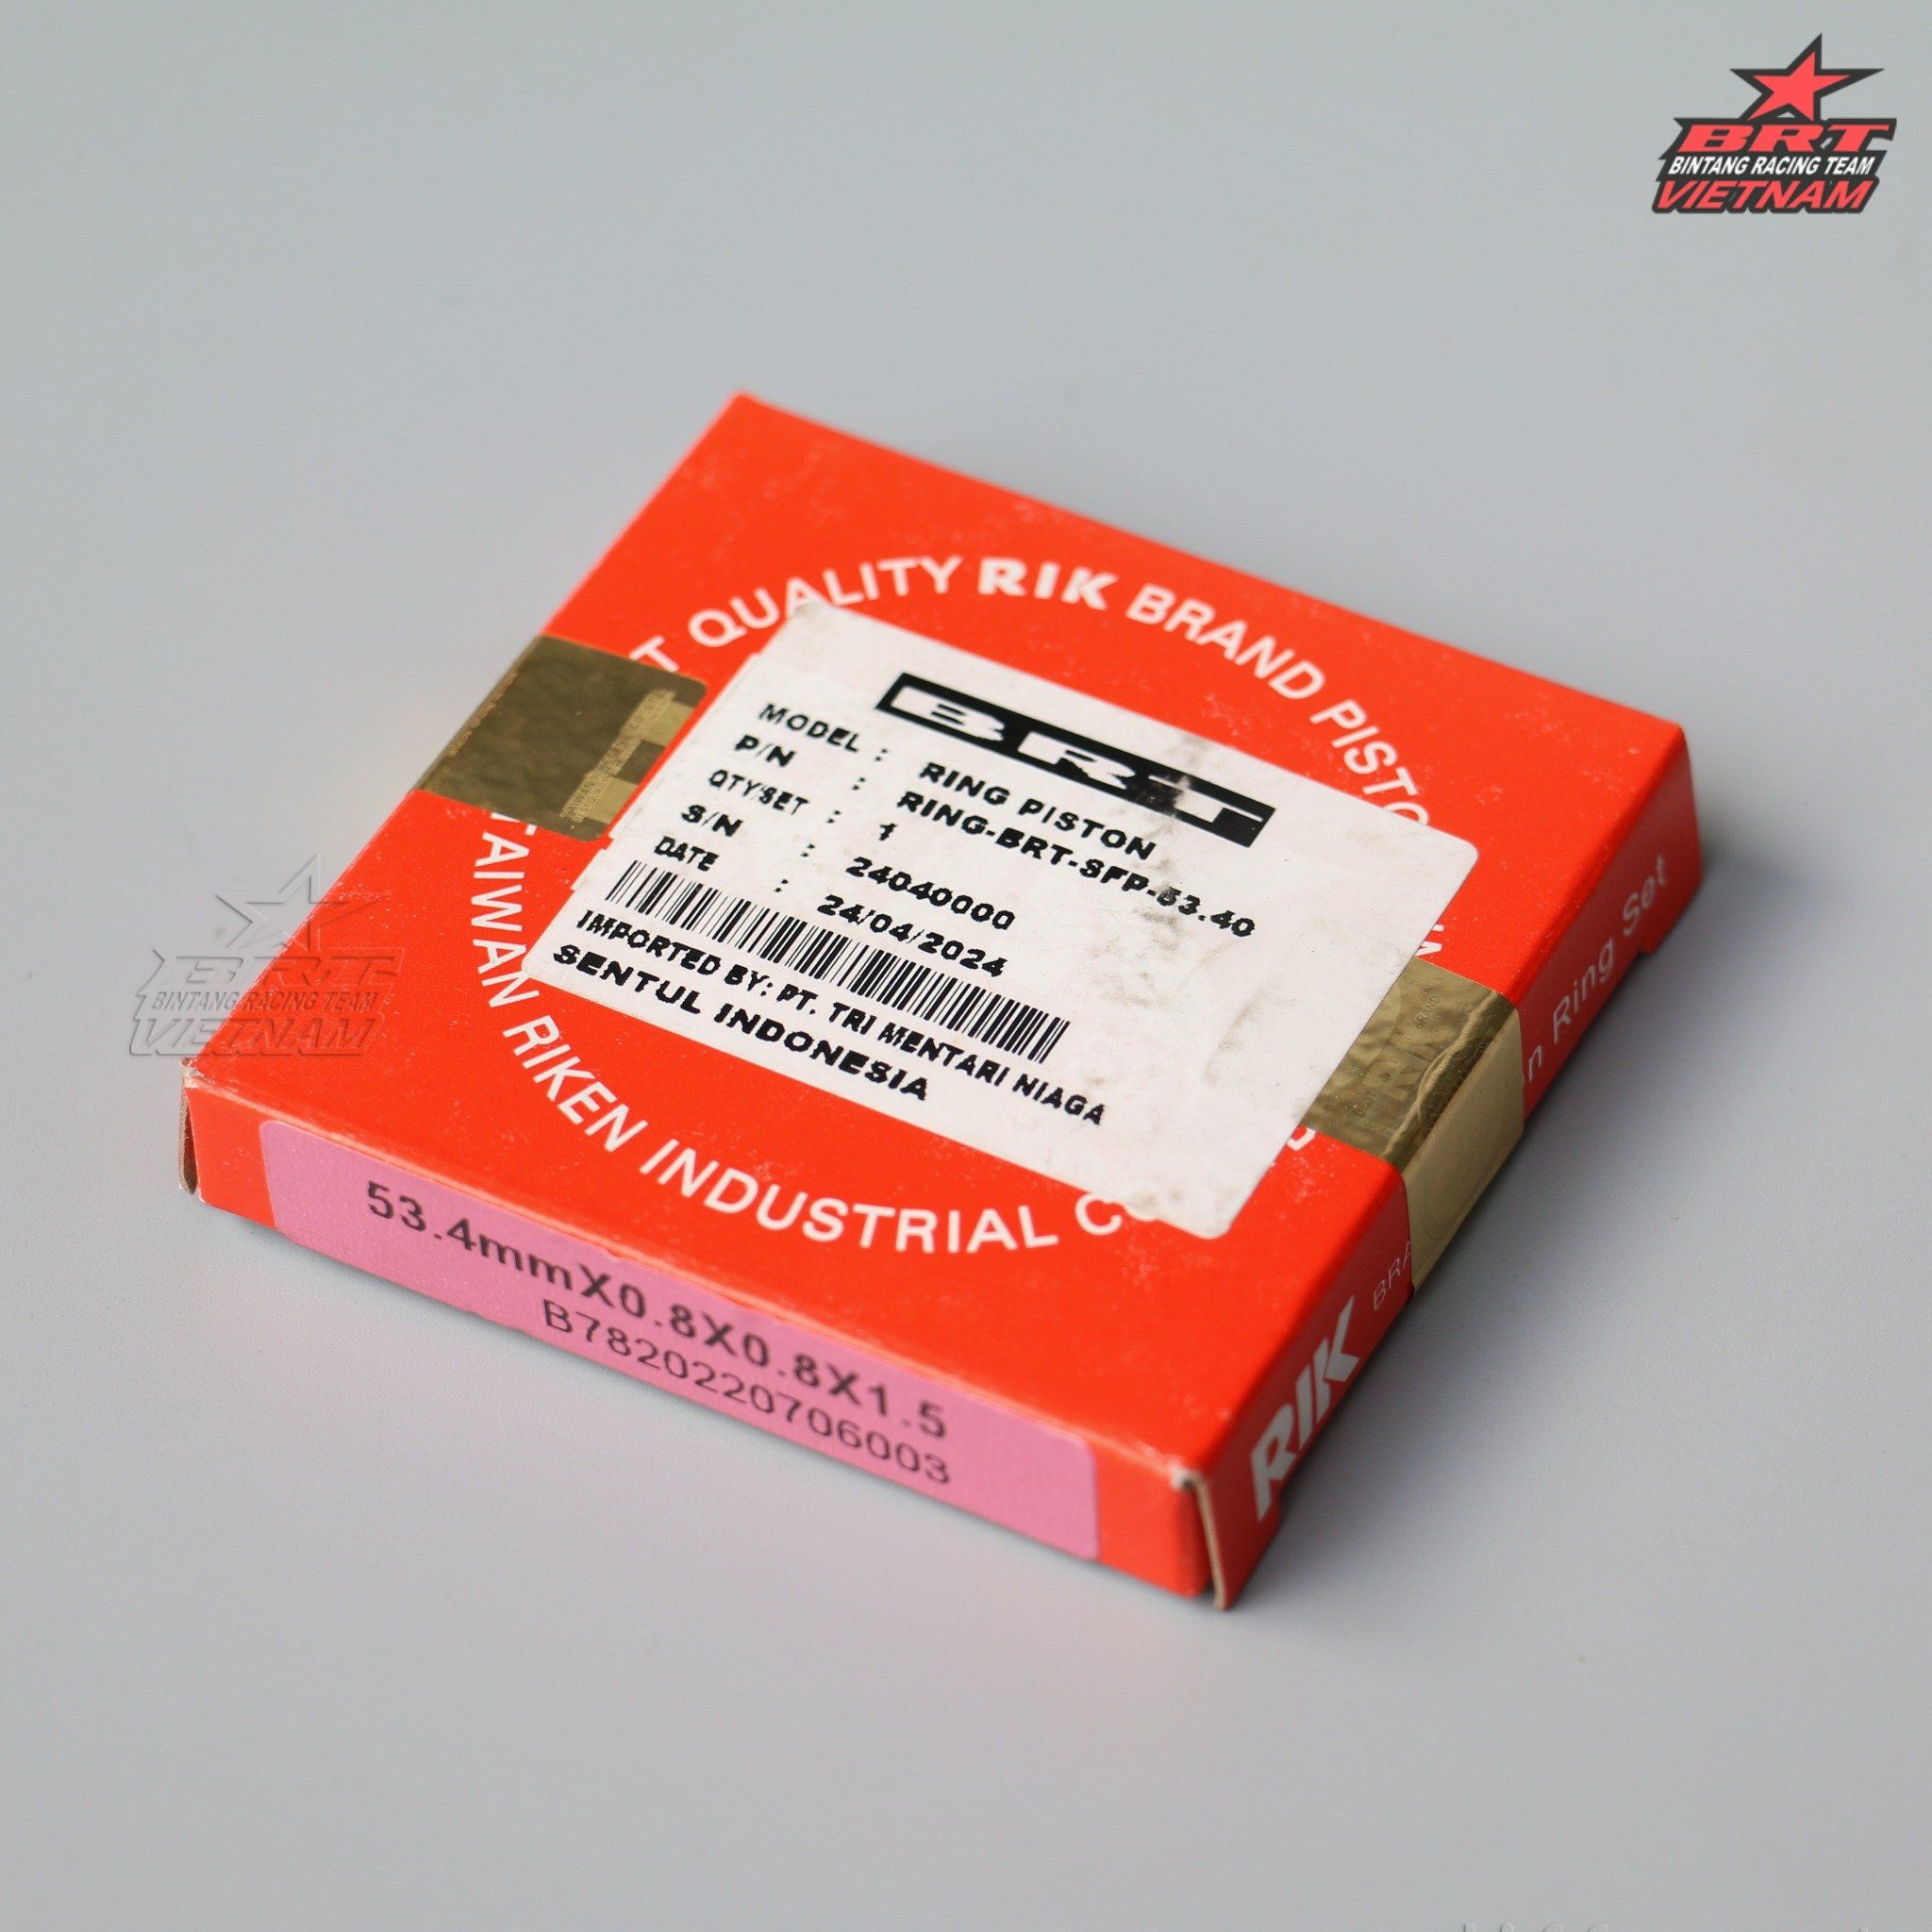 BRT
BINTANG RACING TEAM
VIETNAM
QUALITY RIK BRAND PISTON
BRT
MODEL : RING PISTON
P/N : RING-BRT-SFP-53.40
QTY/SET : 1
S/N : 24040000
DATE : 24/04/2024
IMPORTED BY: PT. TRI MENTARI NIAGA
SENTUL INDONESIA
TAIWAN RIKEN INDUSTRIAL
53.4mmX0.8X0.8X1.5
B7820220706003
RIK
Ring Set
BRT
BINTANG RACING TEAM
VIETNAM